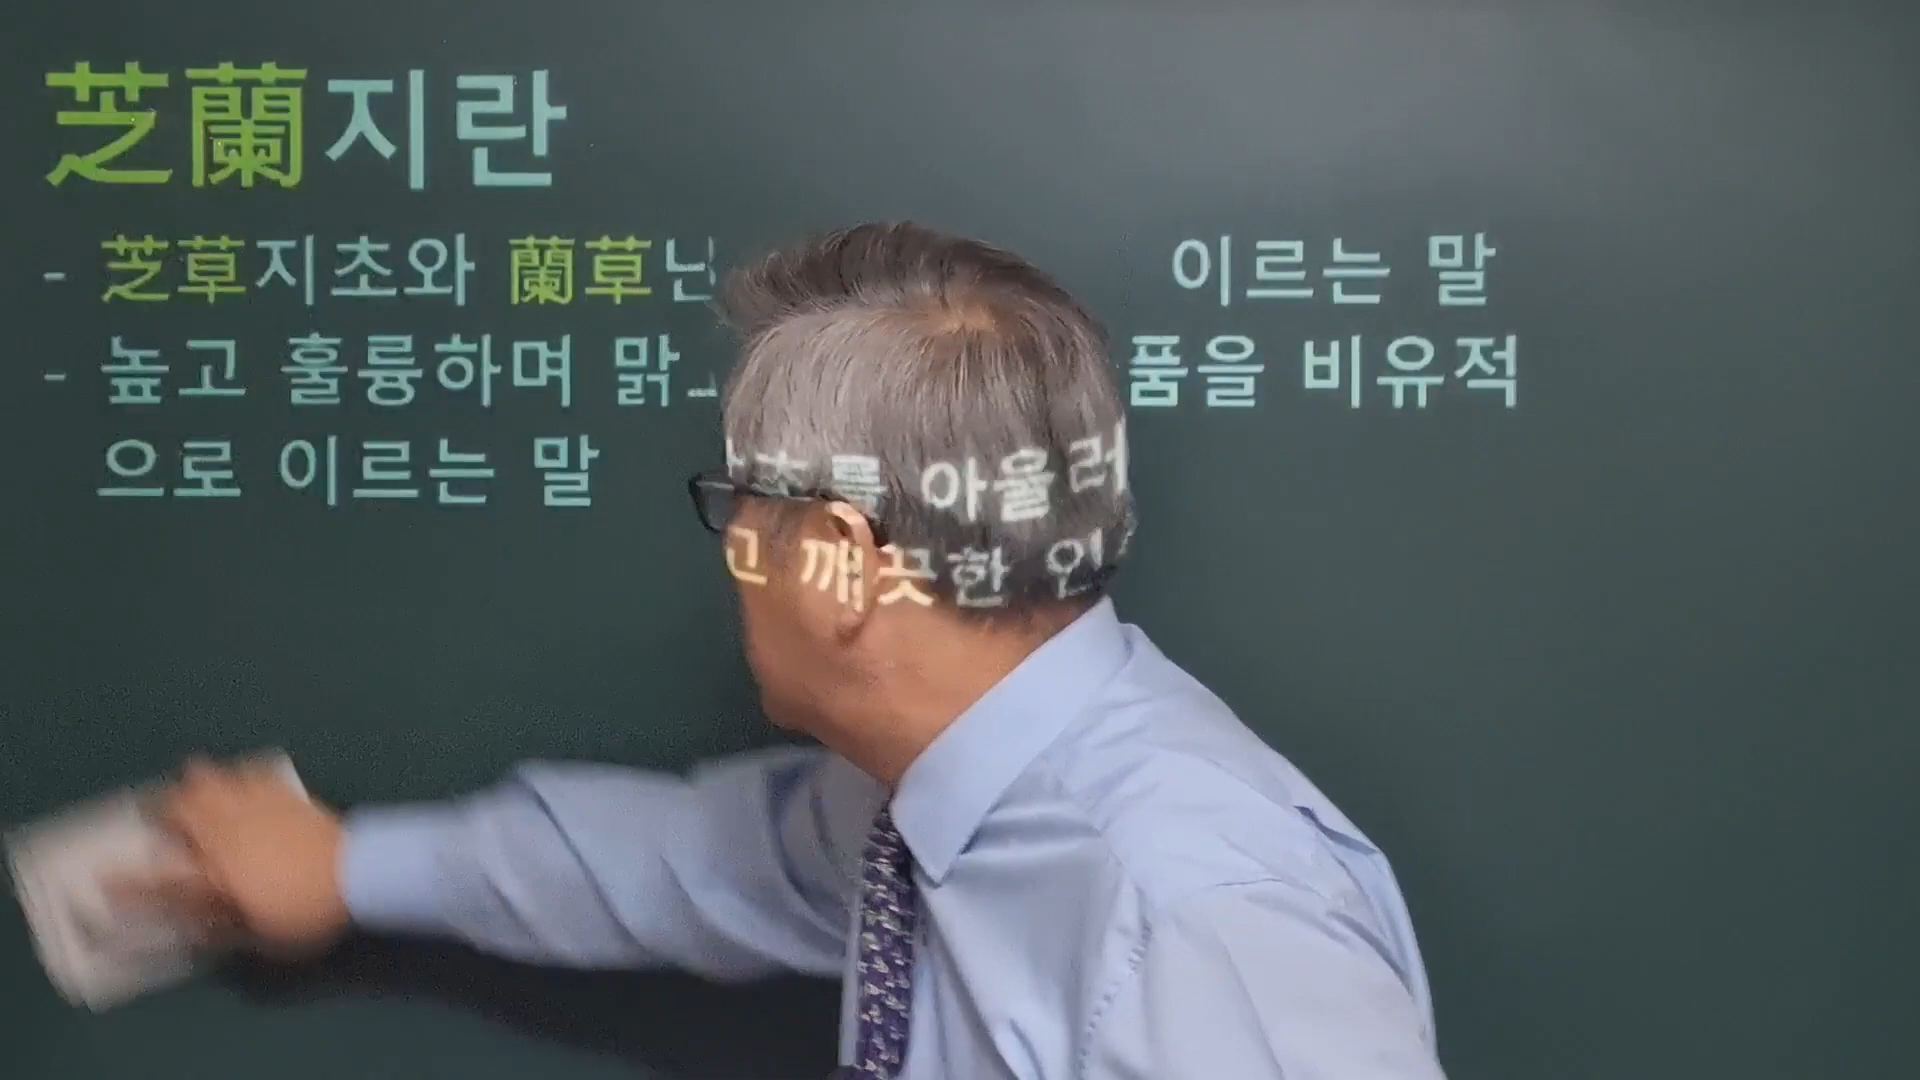 芝蘭지란
- 芝草지초와 蘭草난초를 아울러 이르는 말
- 높고 훌륭하며 맑고 깨끗한 인품을 비유적
으로 이르는 말